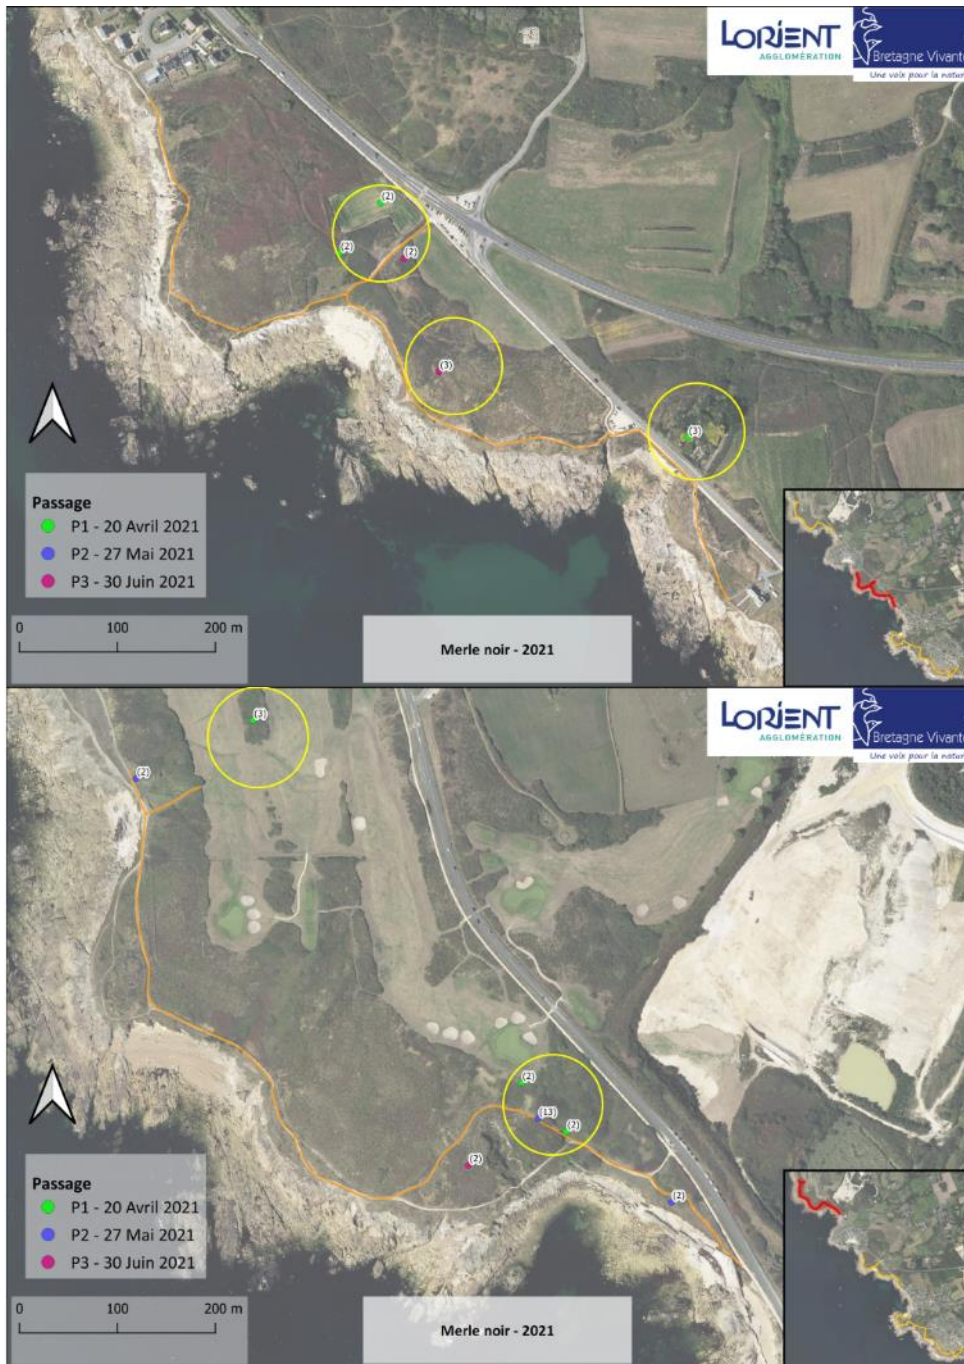 LORIENT
AGGLOMÉRATION
Bretagne Vivante
Une voix pour la nature
(2)
(2)
(2)
(3)
(3)
Passage
P1 - 20 Avril 2021
P2 - 27 Mai 2021
P3 - 30 Juin 2021
0 100 200 m
Merle noir - 2021
LORIENT
AGGLOMÉRATION
Bretagne Vivante
Une voix pour la nature
(3)
(2)
(2)
(13)
(2)
(2)
(2)
Passage
P1 - 20 Avril 2021
P2 - 27 Mai 2021
P3 - 30 Juin 2021
0 100 200 m
Merle noir - 2021